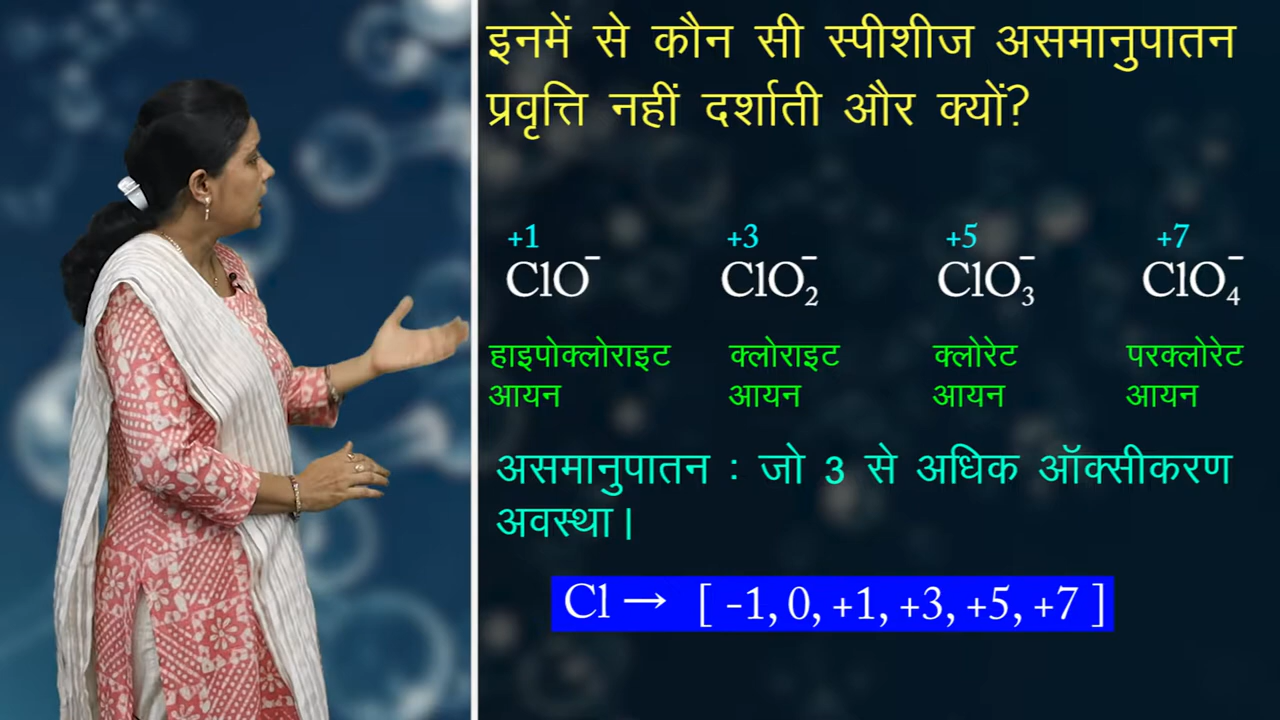 इनमें से कौन सी स्पीशीज असमानुपातन
प्रवृत्ति नहीं दर्शाती और क्यों?
+1 +3 +5 +7
ClO⁻ ClO₂⁻ ClO₃⁻ ClO₄⁻
हाइपोक्लोराइट क्लोराइट क्लोरेट परक्लोरेट
आयन आयन आयन आयन
असमानुपातन : जो 3 से अधिक ऑक्सीकरण
अवस्था।
Cl → [ -1, 0, +1, +3, +5, +7 ]